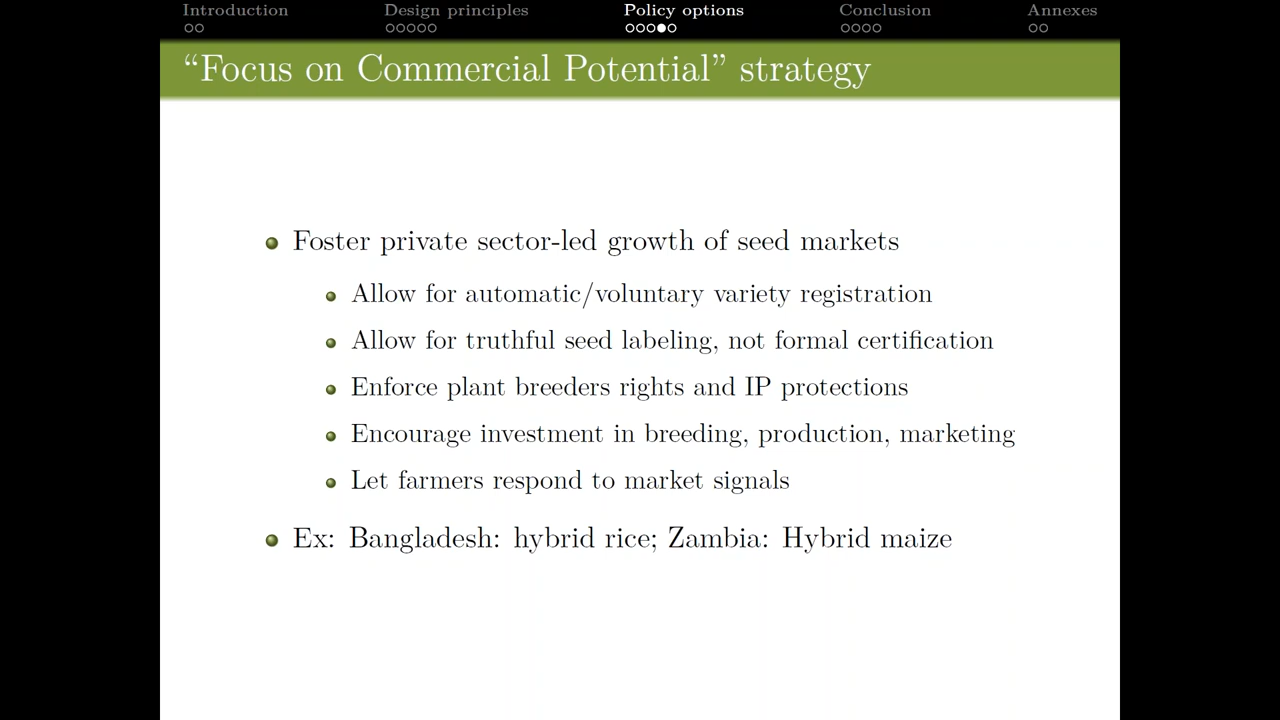 Introduction Design principles Policy options Conclusion Annexes
“Focus on Commercial Potential” strategy
Foster private sector-led growth of seed markets
Allow for automatic/voluntary variety registration
Allow for truthful seed labeling, not formal certification
Enforce plant breeders rights and IP protections
Encourage investment in breeding, production, marketing
Let farmers respond to market signals
Ex: Bangladesh: hybrid rice; Zambia: Hybrid maize